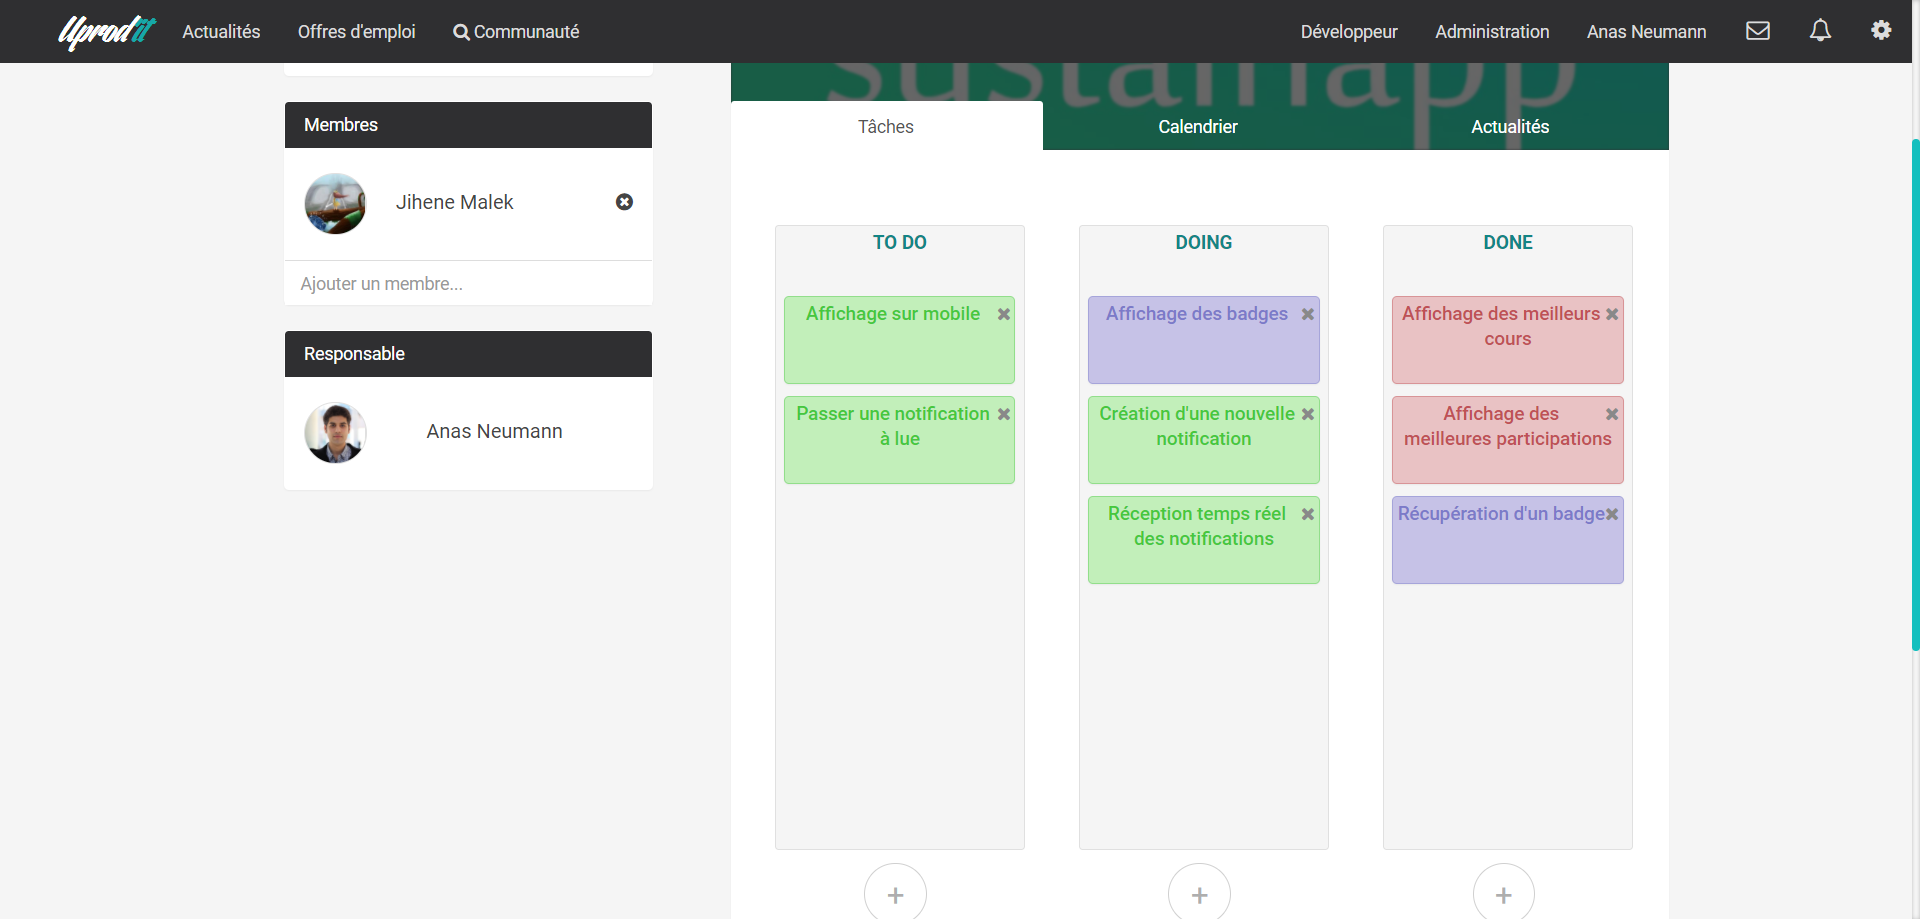 Uprodit
Actualités
Offres d'emploi
Communauté
Développeur
Administration
Anas Neumann
sustainapp
Membres
Jihene Malek
Ajouter un membre...
Responsable
Anas Neumann
Tâches
Calendrier
Actualités
TO DO
Affichage sur mobile
Passer une notification
à lue
DOING
Affichage des badges
Création d'une nouvelle
notification
Réception temps réel
des notifications
DONE
Affichage des meilleurs
cours
Affichage des
meilleures participations
Récupération d'un badge